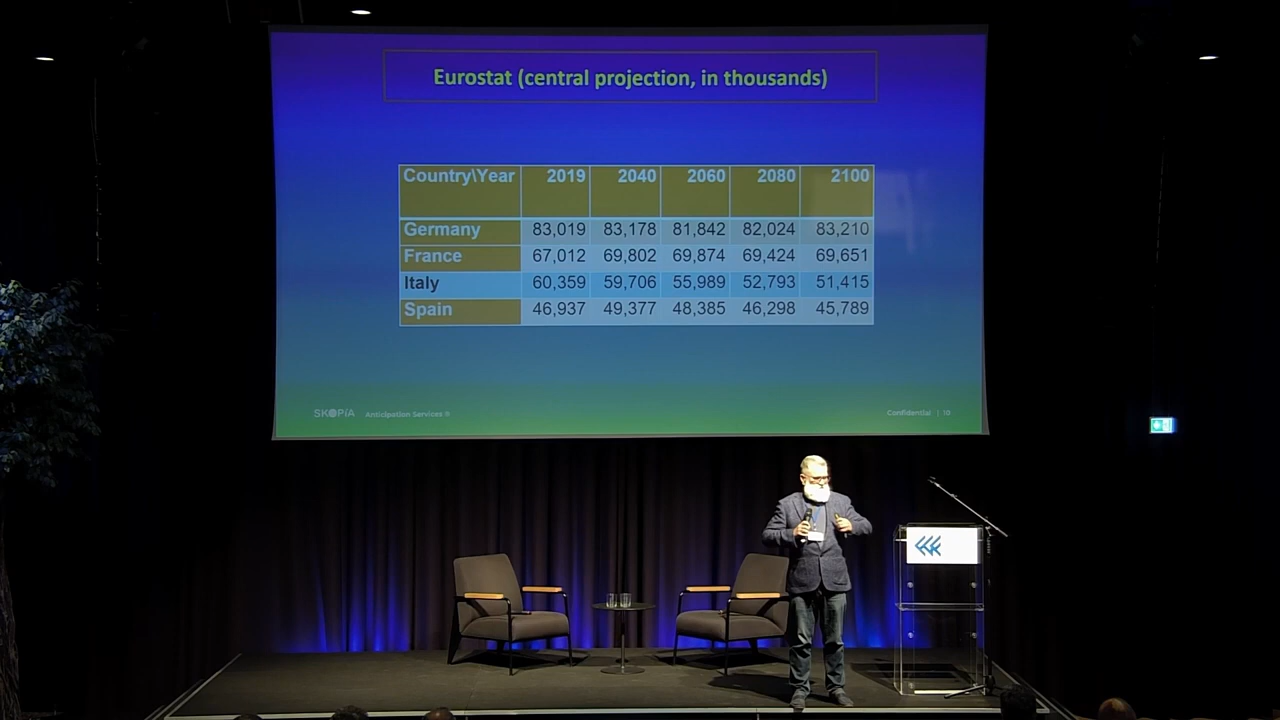 Eurostat (central projection, in thousands)
Country\Year 2019 2040 2060 2080 2100
Germany 83,019 83,178 81,842 82,024 83,210
France 67,012 69,802 69,874 69,424 69,651
Italy 60,359 59,706 55,989 52,793 51,415
Spain 46,937 49,377 48,385 46,298 45,789
SKOPÍA Anticipation Services ® Confidential | 10